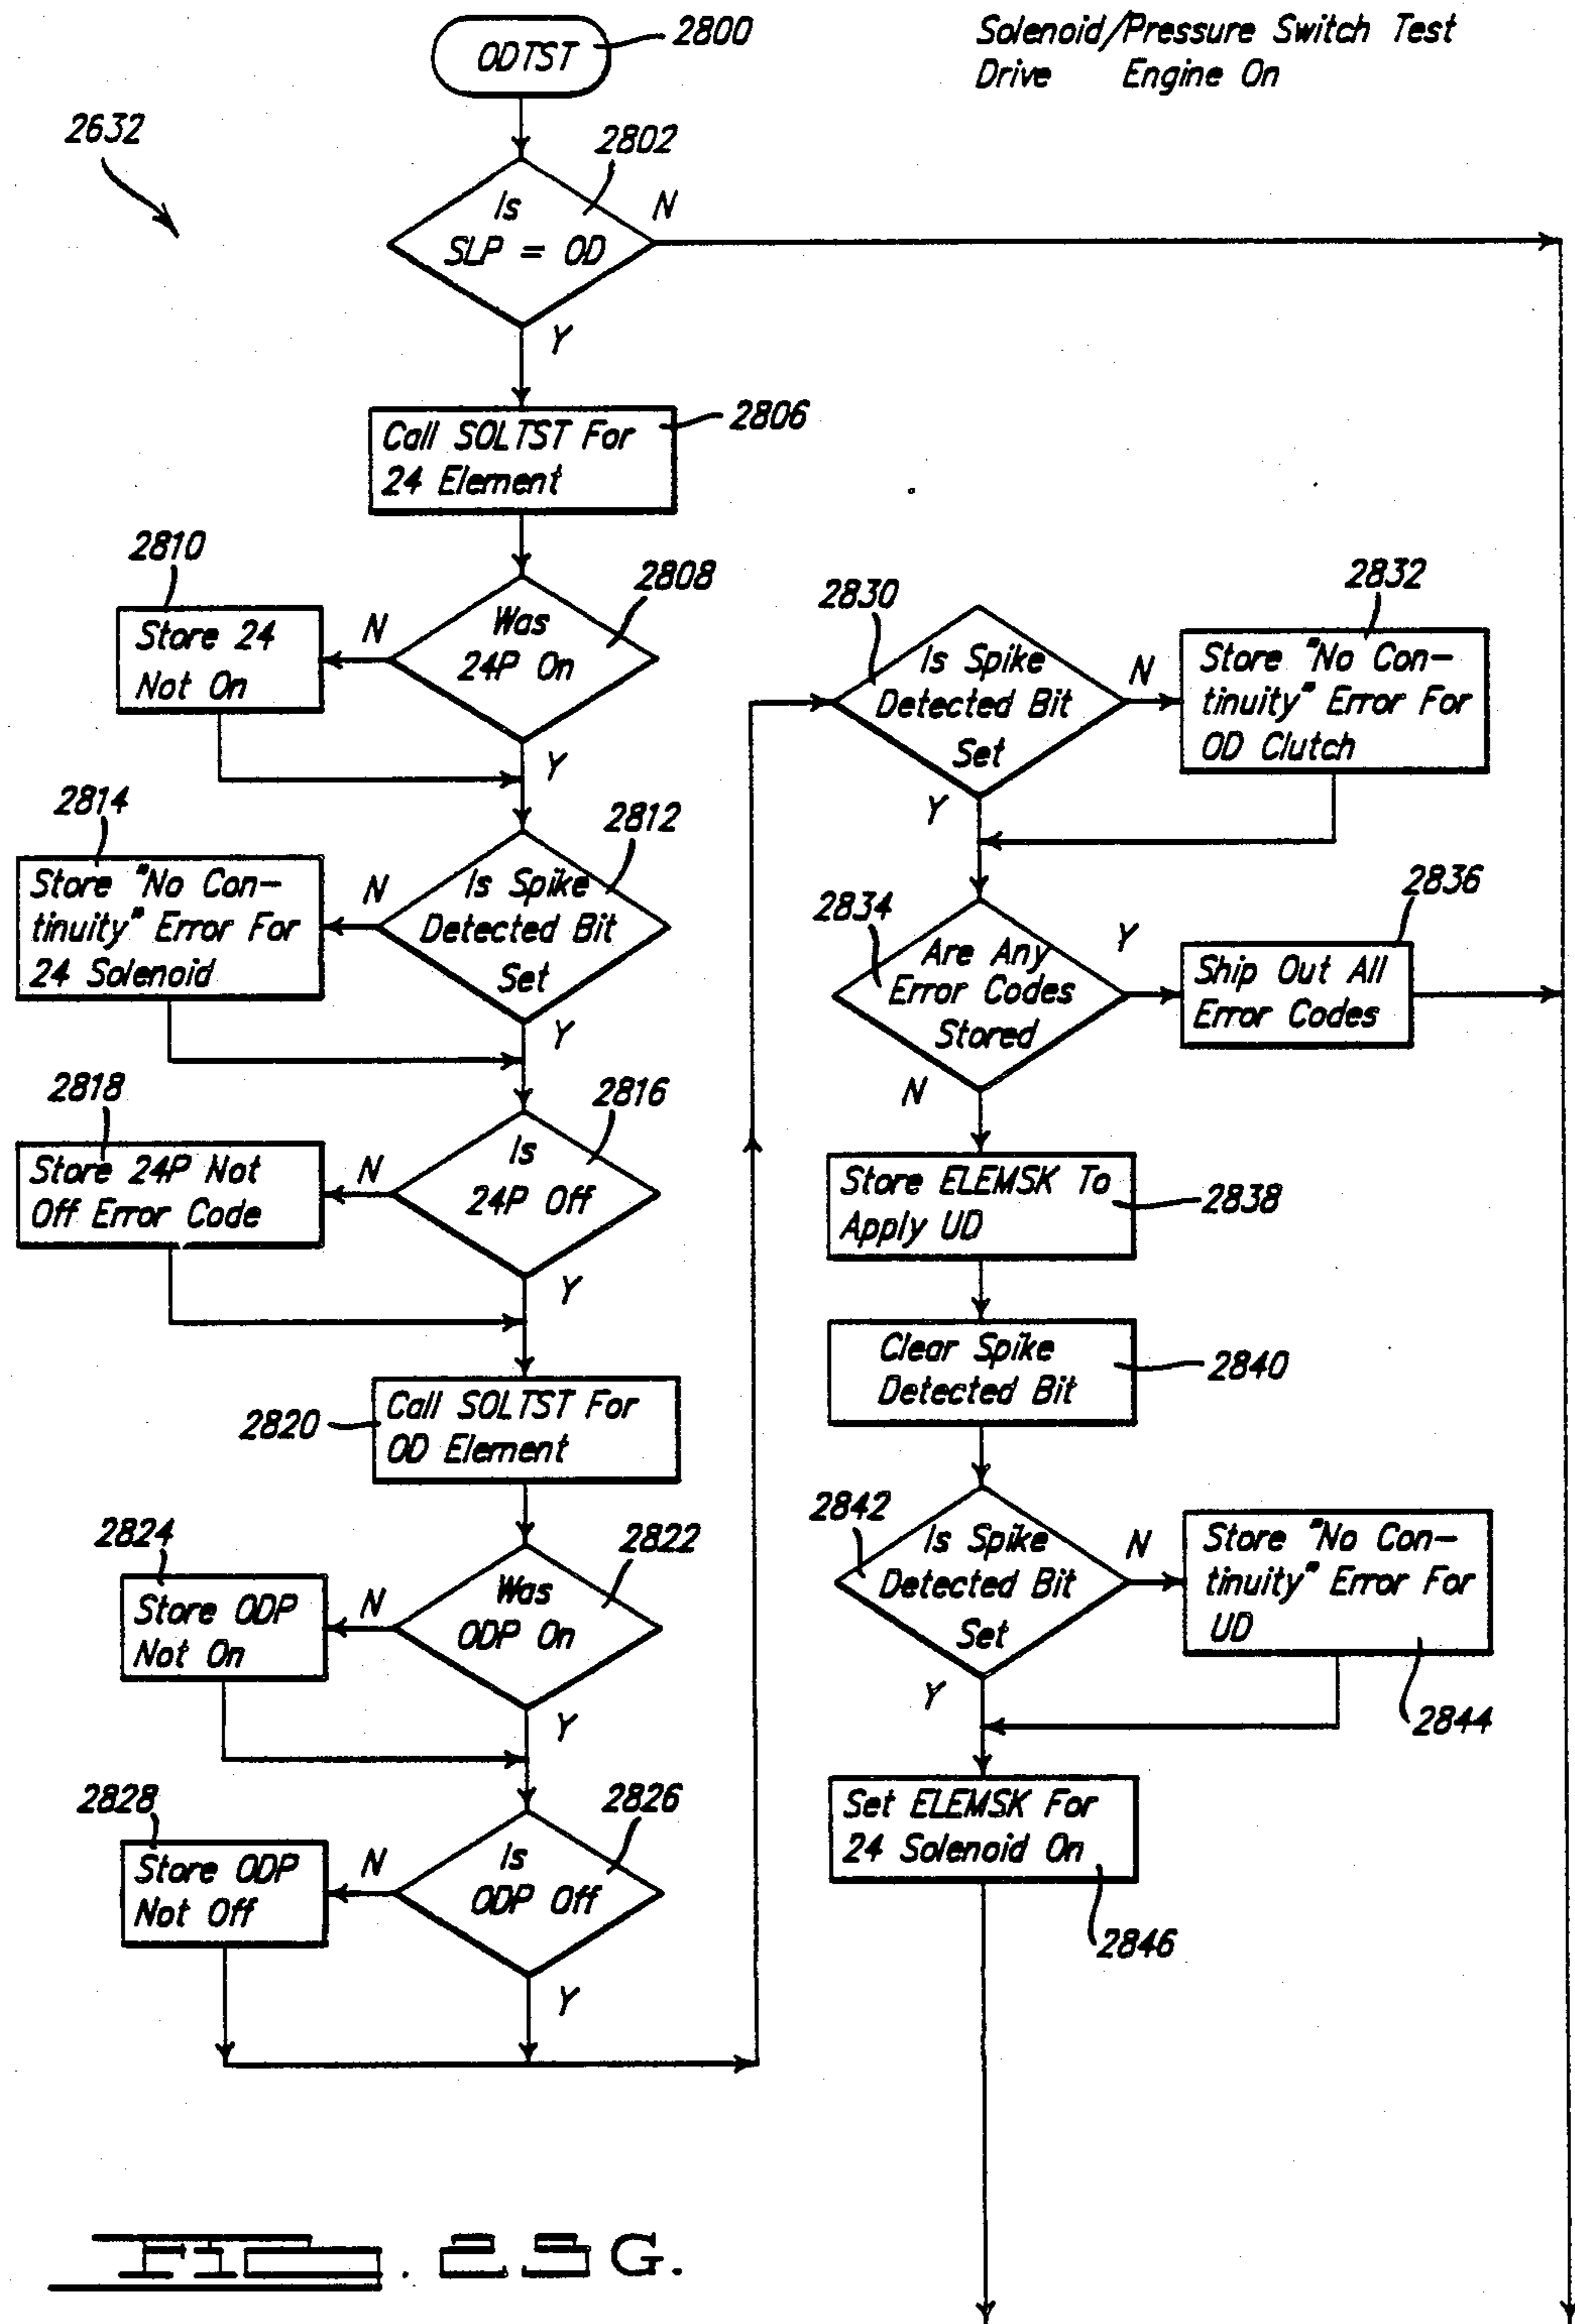 Solenoid/Pressure Switch Test
Drive Engine On
ODTST
2800
2632
2802
Is
SLP = OD
N
Y
Call SOLTST For
24 Element
2806
2810
Store 24
Not On
N
Was
24P On
2808
Y
2814
Store "No Con-
tinuity" Error For
24 Solenoid
N
Is Spike
Detected Bit
Set
2812
Y
2818
Store 24P Not
Off Error Code
N
Is
24P Off
2816
Y
2820
Call SOLTST For
OD Element
2824
Store ODP
Not On
N
Was
ODP On
2822
Y
2828
Store ODP
Not Off
N
Is
ODP Off
2826
Y
2830
Is Spike
Detected Bit
Set
N
Y
2832
Store "No Con-
tinuity" Error For
OD Clutch
2834
Are Any
Error Codes
Stored
Y
N
2836
Ship Out All
Error Codes
Store ELEMSK To
Apply UD
2838
Clear Spike
Detected Bit
2840
2842
Is Spike
Detected Bit
Set
N
Y
Store "No Con-
tinuity" Error For
UD
2844
Set ELEMSK For
24 Solenoid On
2846
G.